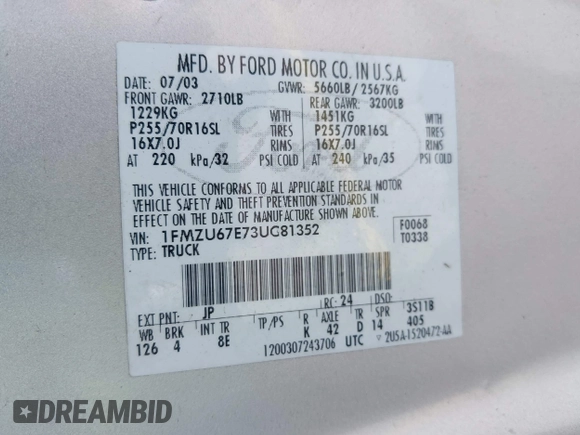 MFD. BY FORD MOTOR CO. IN U.S.A.
DATE 07/03 GVWR: 5660LB/ 2567KG
FRONT GAWR: 2710LB REAR GAWR: 3200LB
1229KG WITH 1451KG WITH
P255/70R16SL TIRES P255/70R16SL TIRES
16X7.0J RIMS 16X7.0J RIMS
AT 220 kPa/32 PSI COLD AT 240 kPa/35 PSI COLD
Ford
THIS VEHICLE CONFORMS TO ALL APPLICABLE FEDERAL MOTOR
VEHICLE SAFETY AND THEFT PREVENTION STANDARDS IN
EFFECT ON THE DATE OF MANUFACTURE SHOWN ABOVE.
VIN: 1FMZU67E73UG81352 F0068
TYPE: TRUCK T0338
EXT PNT: JP RC: 24 DSO:
WB BRK INT TR TP/PS R AXLE TR SPR 3S11B
126 4 8E K 42 D 14 405
1200307243706 UTC 2U5A-1520472-AA
DREAMBID